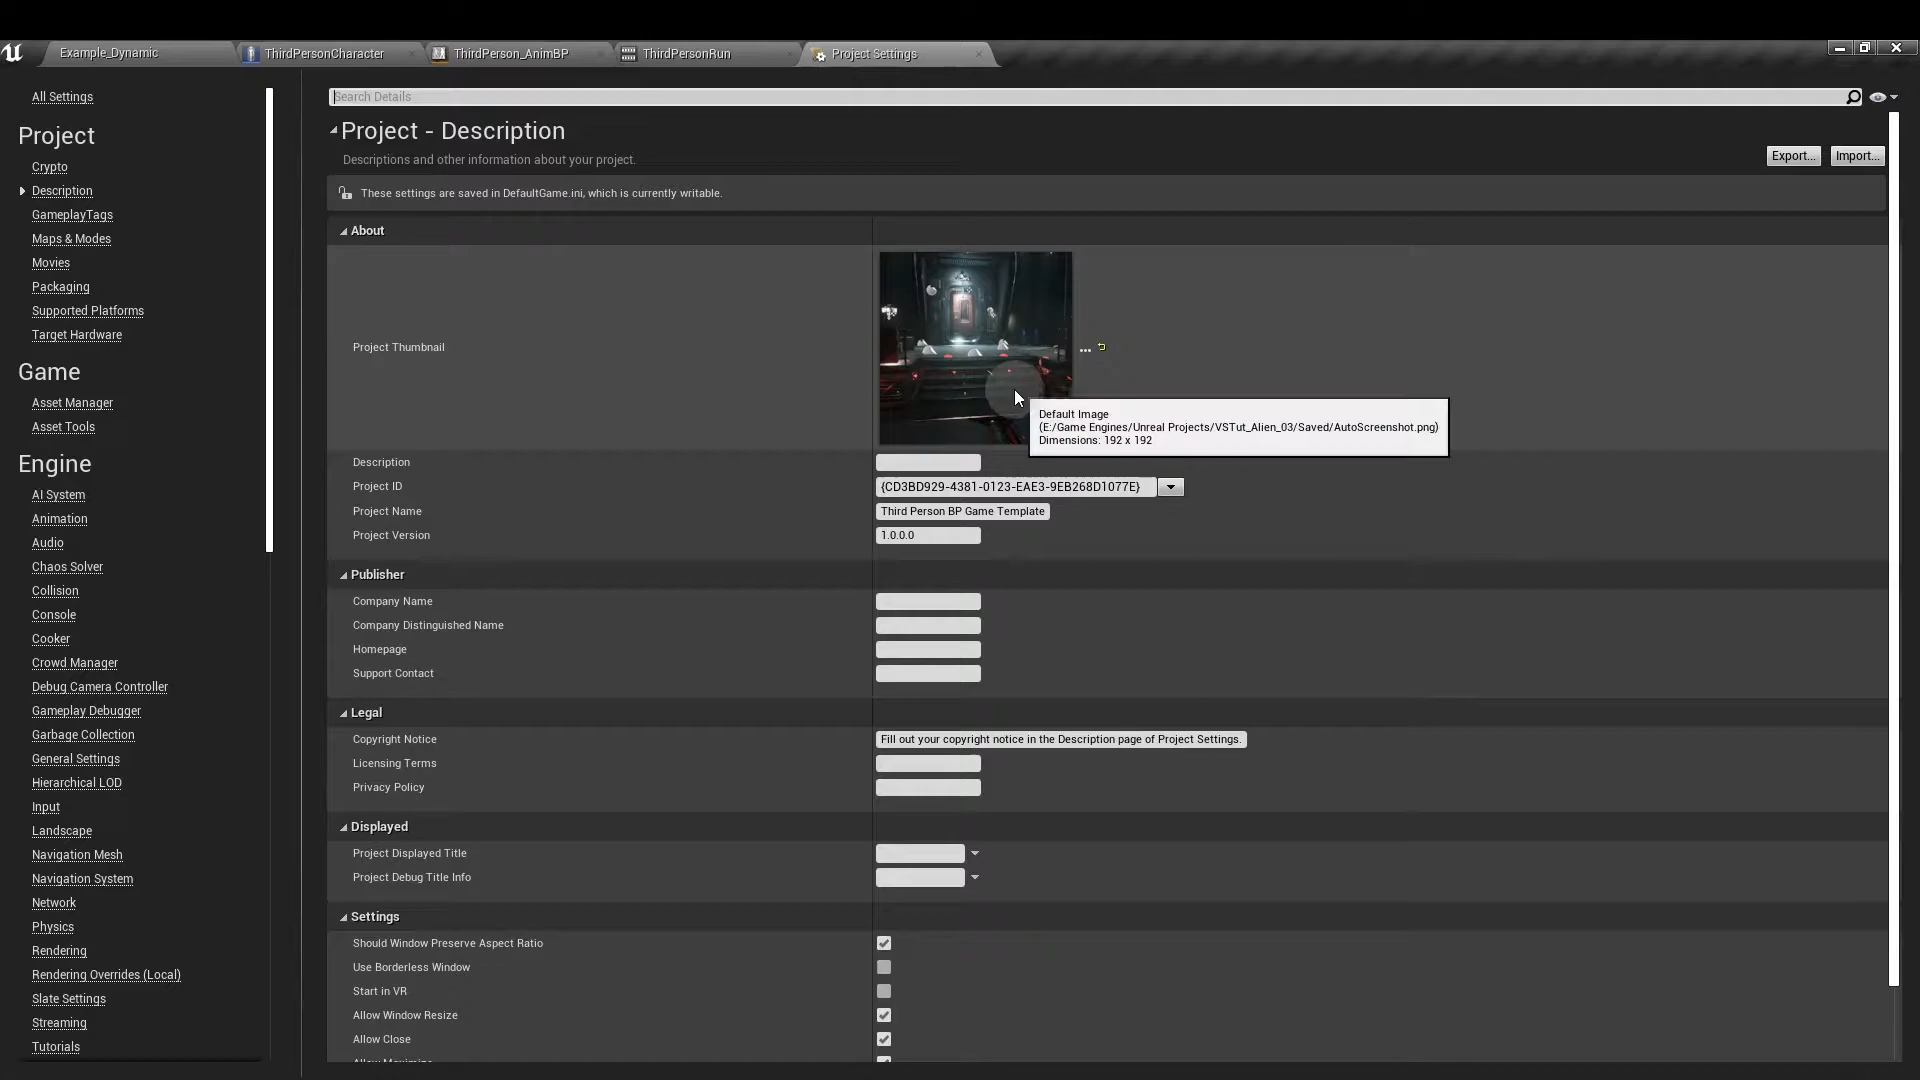 Example_Dynamic
ThirdPersonCharacter
ThirdPerson_AnimBP
ThirdPersonRun
Project Settings
All Settings
Project
Crypto
Description
GameplayTags
Maps & Modes
Movies
Packaging
Supported Platforms
Target Hardware
Game
Asset Manager
Asset Tools
Engine
AI System
Animation
Audio
Chaos Solver
Collision
Console
Cooker
Crowd Manager
Debug Camera Controller
Gameplay Debugger
Garbage Collection
General Settings
Hierarchical LOD
Input
Landscape
Navigation Mesh
Navigation System
Network
Physics
Rendering
Rendering Overrides (Local)
Slate Settings
Streaming
Tutorials
Search Details
Project - Description
Descriptions and other information about your project.
Export...
Import...
These settings are saved in DefaultGame.ini, which is currently writable.
About
Project Thumbnail
...
Default Image
(E:/Game Engines/Unreal Projects/VSTut_Alien_03/Saved/AutoScreenshot.png)
Dimensions: 192 x 192
Description
Project ID
{CD3BD929-4381-0123-EAE3-9EB268D1077E}
Project Name
Third Person BP Game Template
Project Version
1.0.0.0
Publisher
Company Name
Company Distinguished Name
Homepage
Support Contact
Legal
Copyright Notice
Fill out your copyright notice in the Description page of Project Settings.
Licensing Terms
Privacy Policy
Displayed
Project Displayed Title
Project Debug Title Info
Settings
Should Window Preserve Aspect Ratio
Use Borderless Window
Start in VR
Allow Window Resize
Allow Close
Allow Maximize